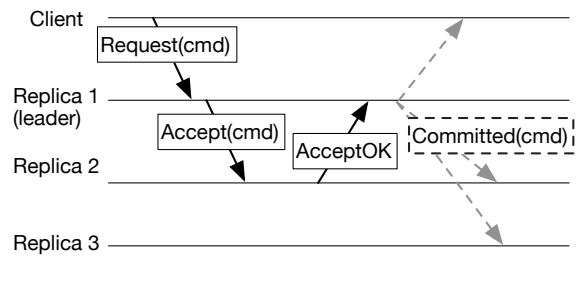 Client
Request(cmd)
Replica 1
(leader)
Accept(cmd)
Committed(cmd)
AcceptOK
Replica 2
Replica 3